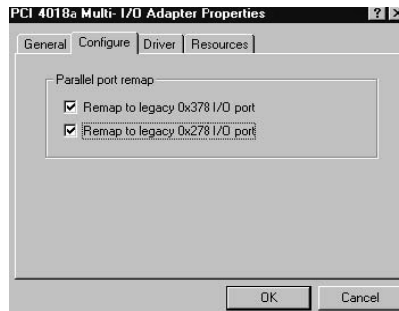 PCI 4018a Multi- I/O Adapter Properties
General Configure Driver Resources
Parallel port remap
Remap to legacy 0x378 I/O port
Remap to legacy 0x278 I/O port
OK Cancel